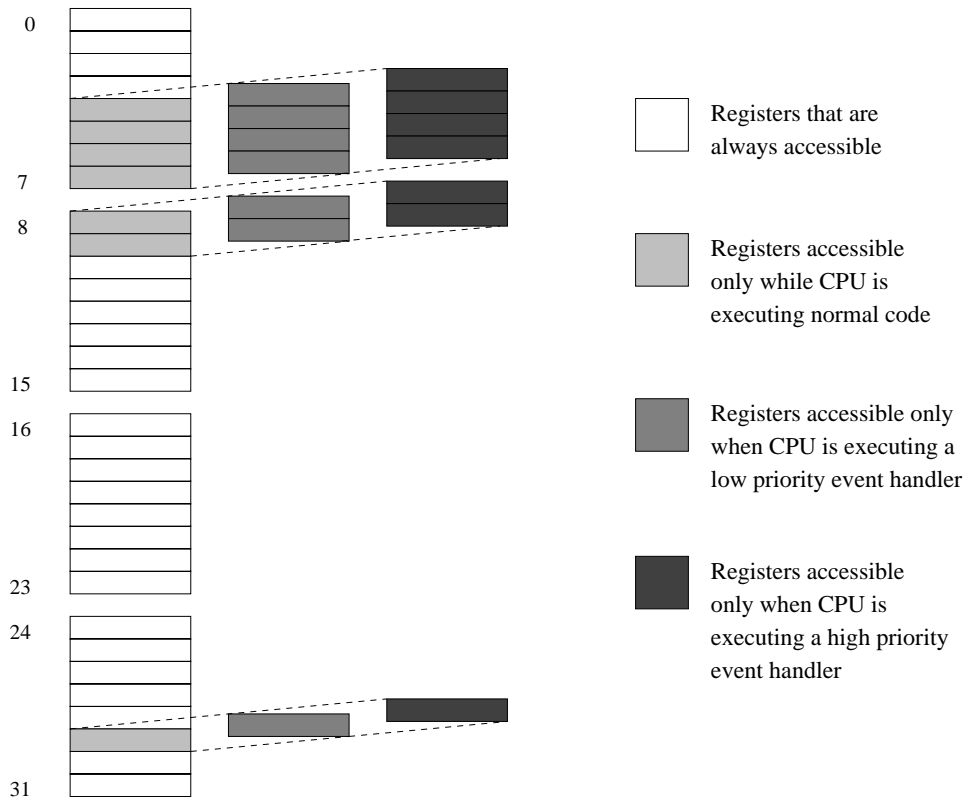 0
7
8
15
16
23
24
31
Registers that are
always accessible
Registers accessible
only while CPU is
executing normal code
Registers accessible only
when CPU is executing a
low priority event handler
Registers accessible
only when CPU is
executing a high priority
event handler